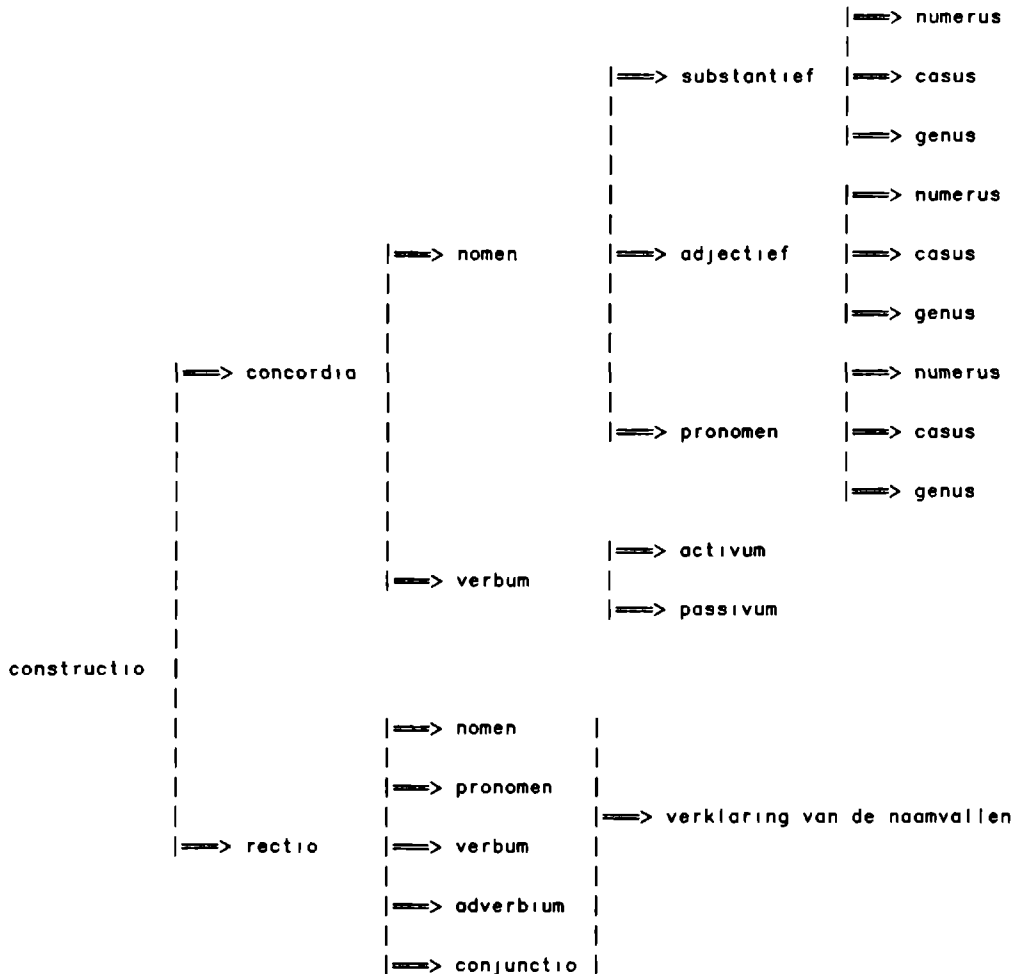 numerus
substantief casus
genus
numerus
nomen adjectief casus
genus
concordia numerus
pronomen casus
genus
activum
verbum
passivum
constructio
nomen
pronomen
verklaring van de naamvallen
rectio verbum
adverbium
conjunctio